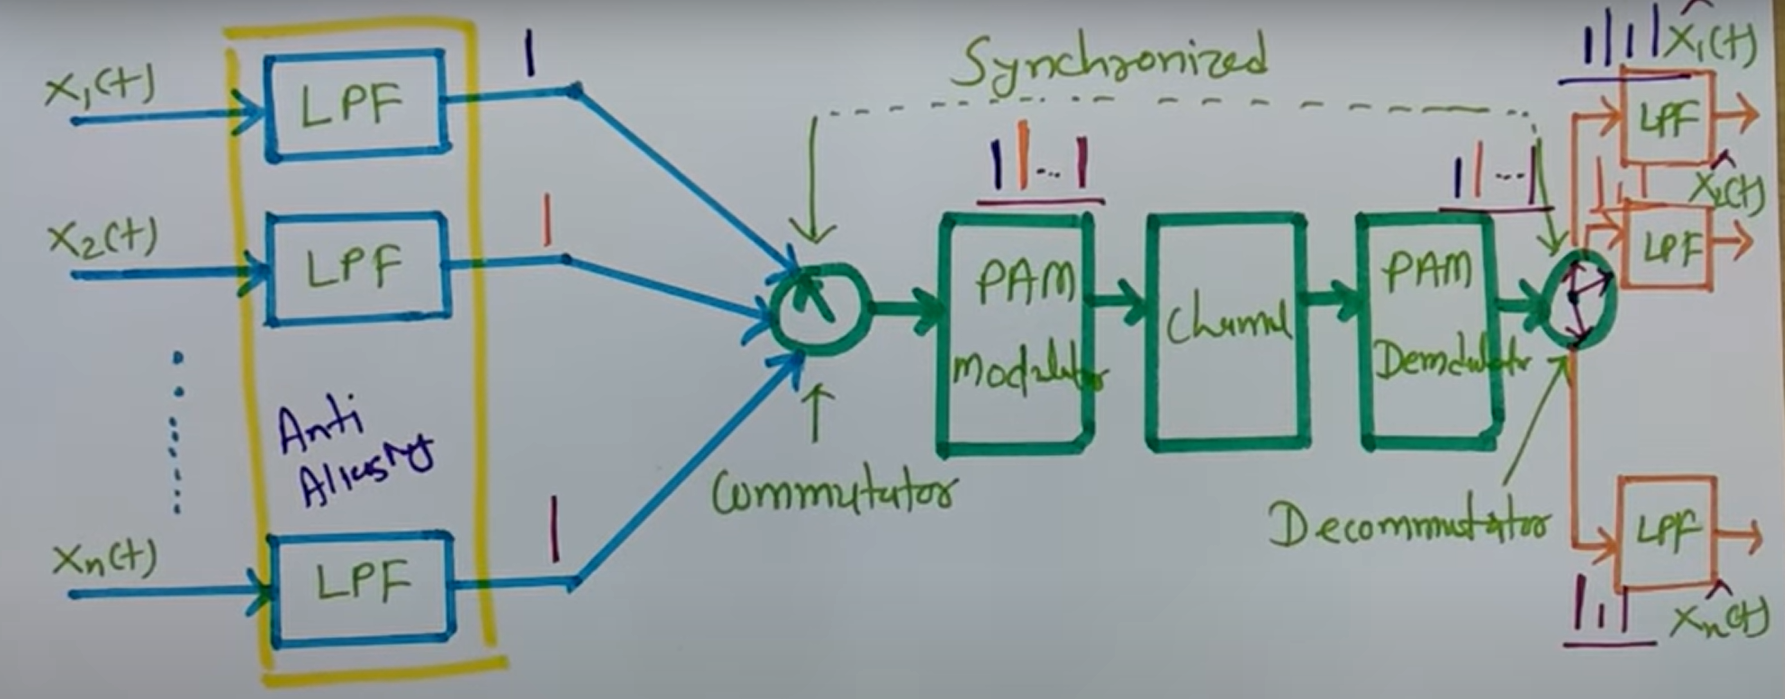 x₁(t)
LPF
x₂(t)
LPF
Anti
Aliasing
xₙ(t)
LPF
Synchronized
Commutator
PAM
Modulator
Channel
PAM
Demodulator
Decommutator
x̂₁(t)
LPF
x̂₂(t)
LPF
LPF
x̂ₙ(t)